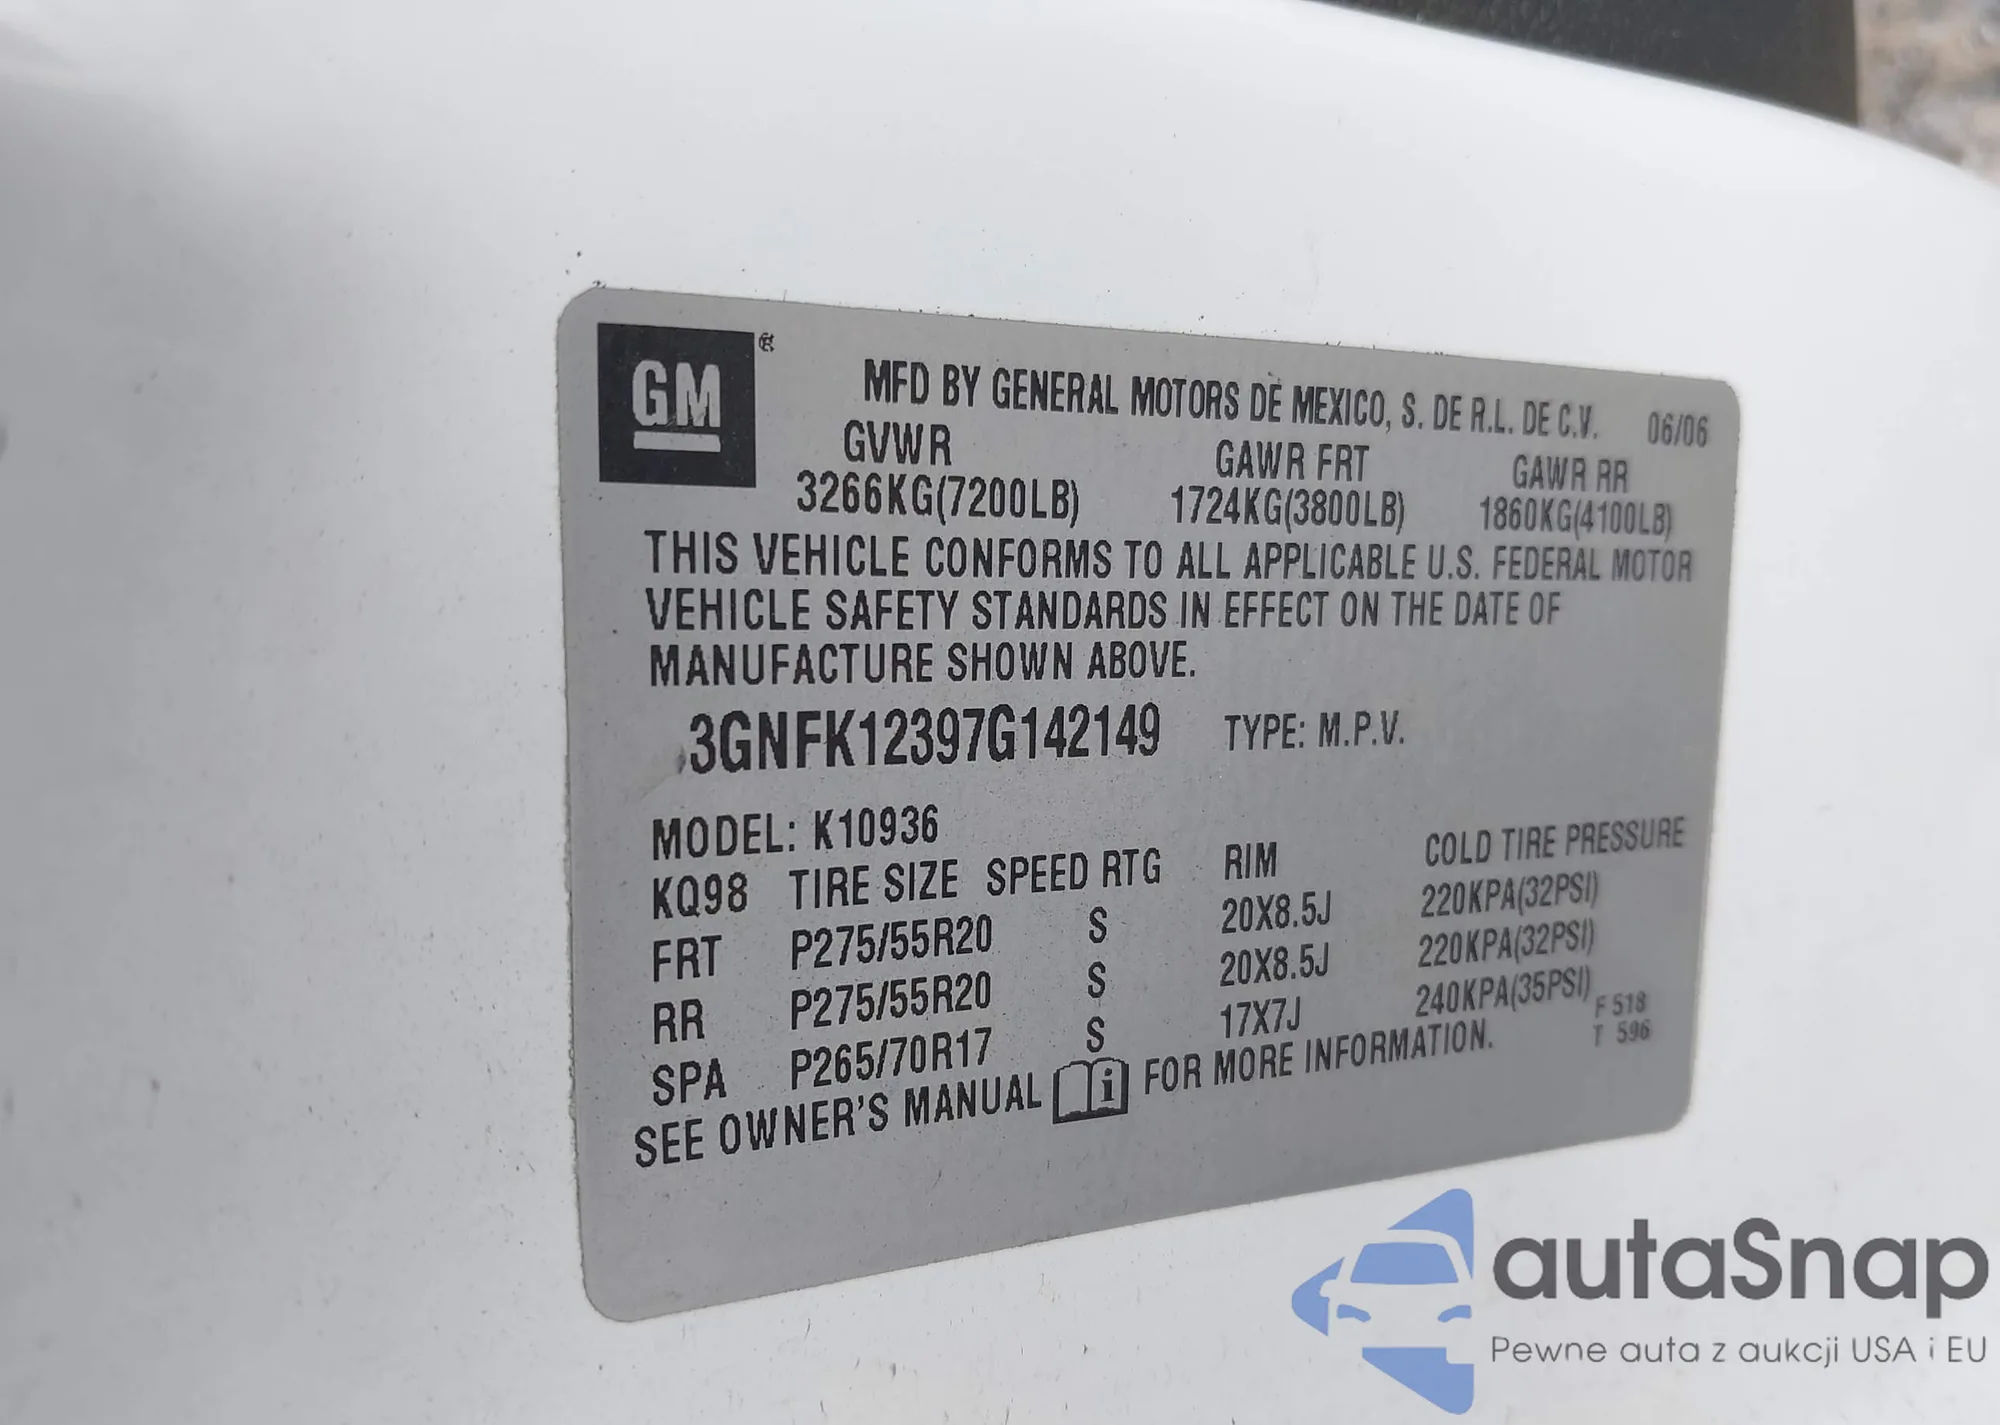 GM
MFD BY GENERAL MOTORS DE MEXICO, S. DE R.L. DE C.V. 06/06
GVWR GAWR FRT GAWR RR
3266KG(7200LB) 1724KG(3800LB) 1860KG(4100LB)
THIS VEHICLE CONFORMS TO ALL APPLICABLE U.S. FEDERAL MOTOR
VEHICLE SAFETY STANDARDS IN EFFECT ON THE DATE OF
MANUFACTURE SHOWN ABOVE.
3GNFK12397G142149 TYPE: M.P.V.
MODEL: K10936
KQ98 TIRE SIZE SPEED RTG RIM COLD TIRE PRESSURE
FRT P275/55R20 S 20X8.5J 220KPA(32PSI)
RR P275/55R20 S 20X8.5J 220KPA(32PSI)
SPA P265/70R17 S 17X7J 240KPA(35PSI)
SEE OWNER'S MANUAL i FOR MORE INFORMATION.
F 518
T 596
autaSnap
Pewne auta z aukcji USA i EU